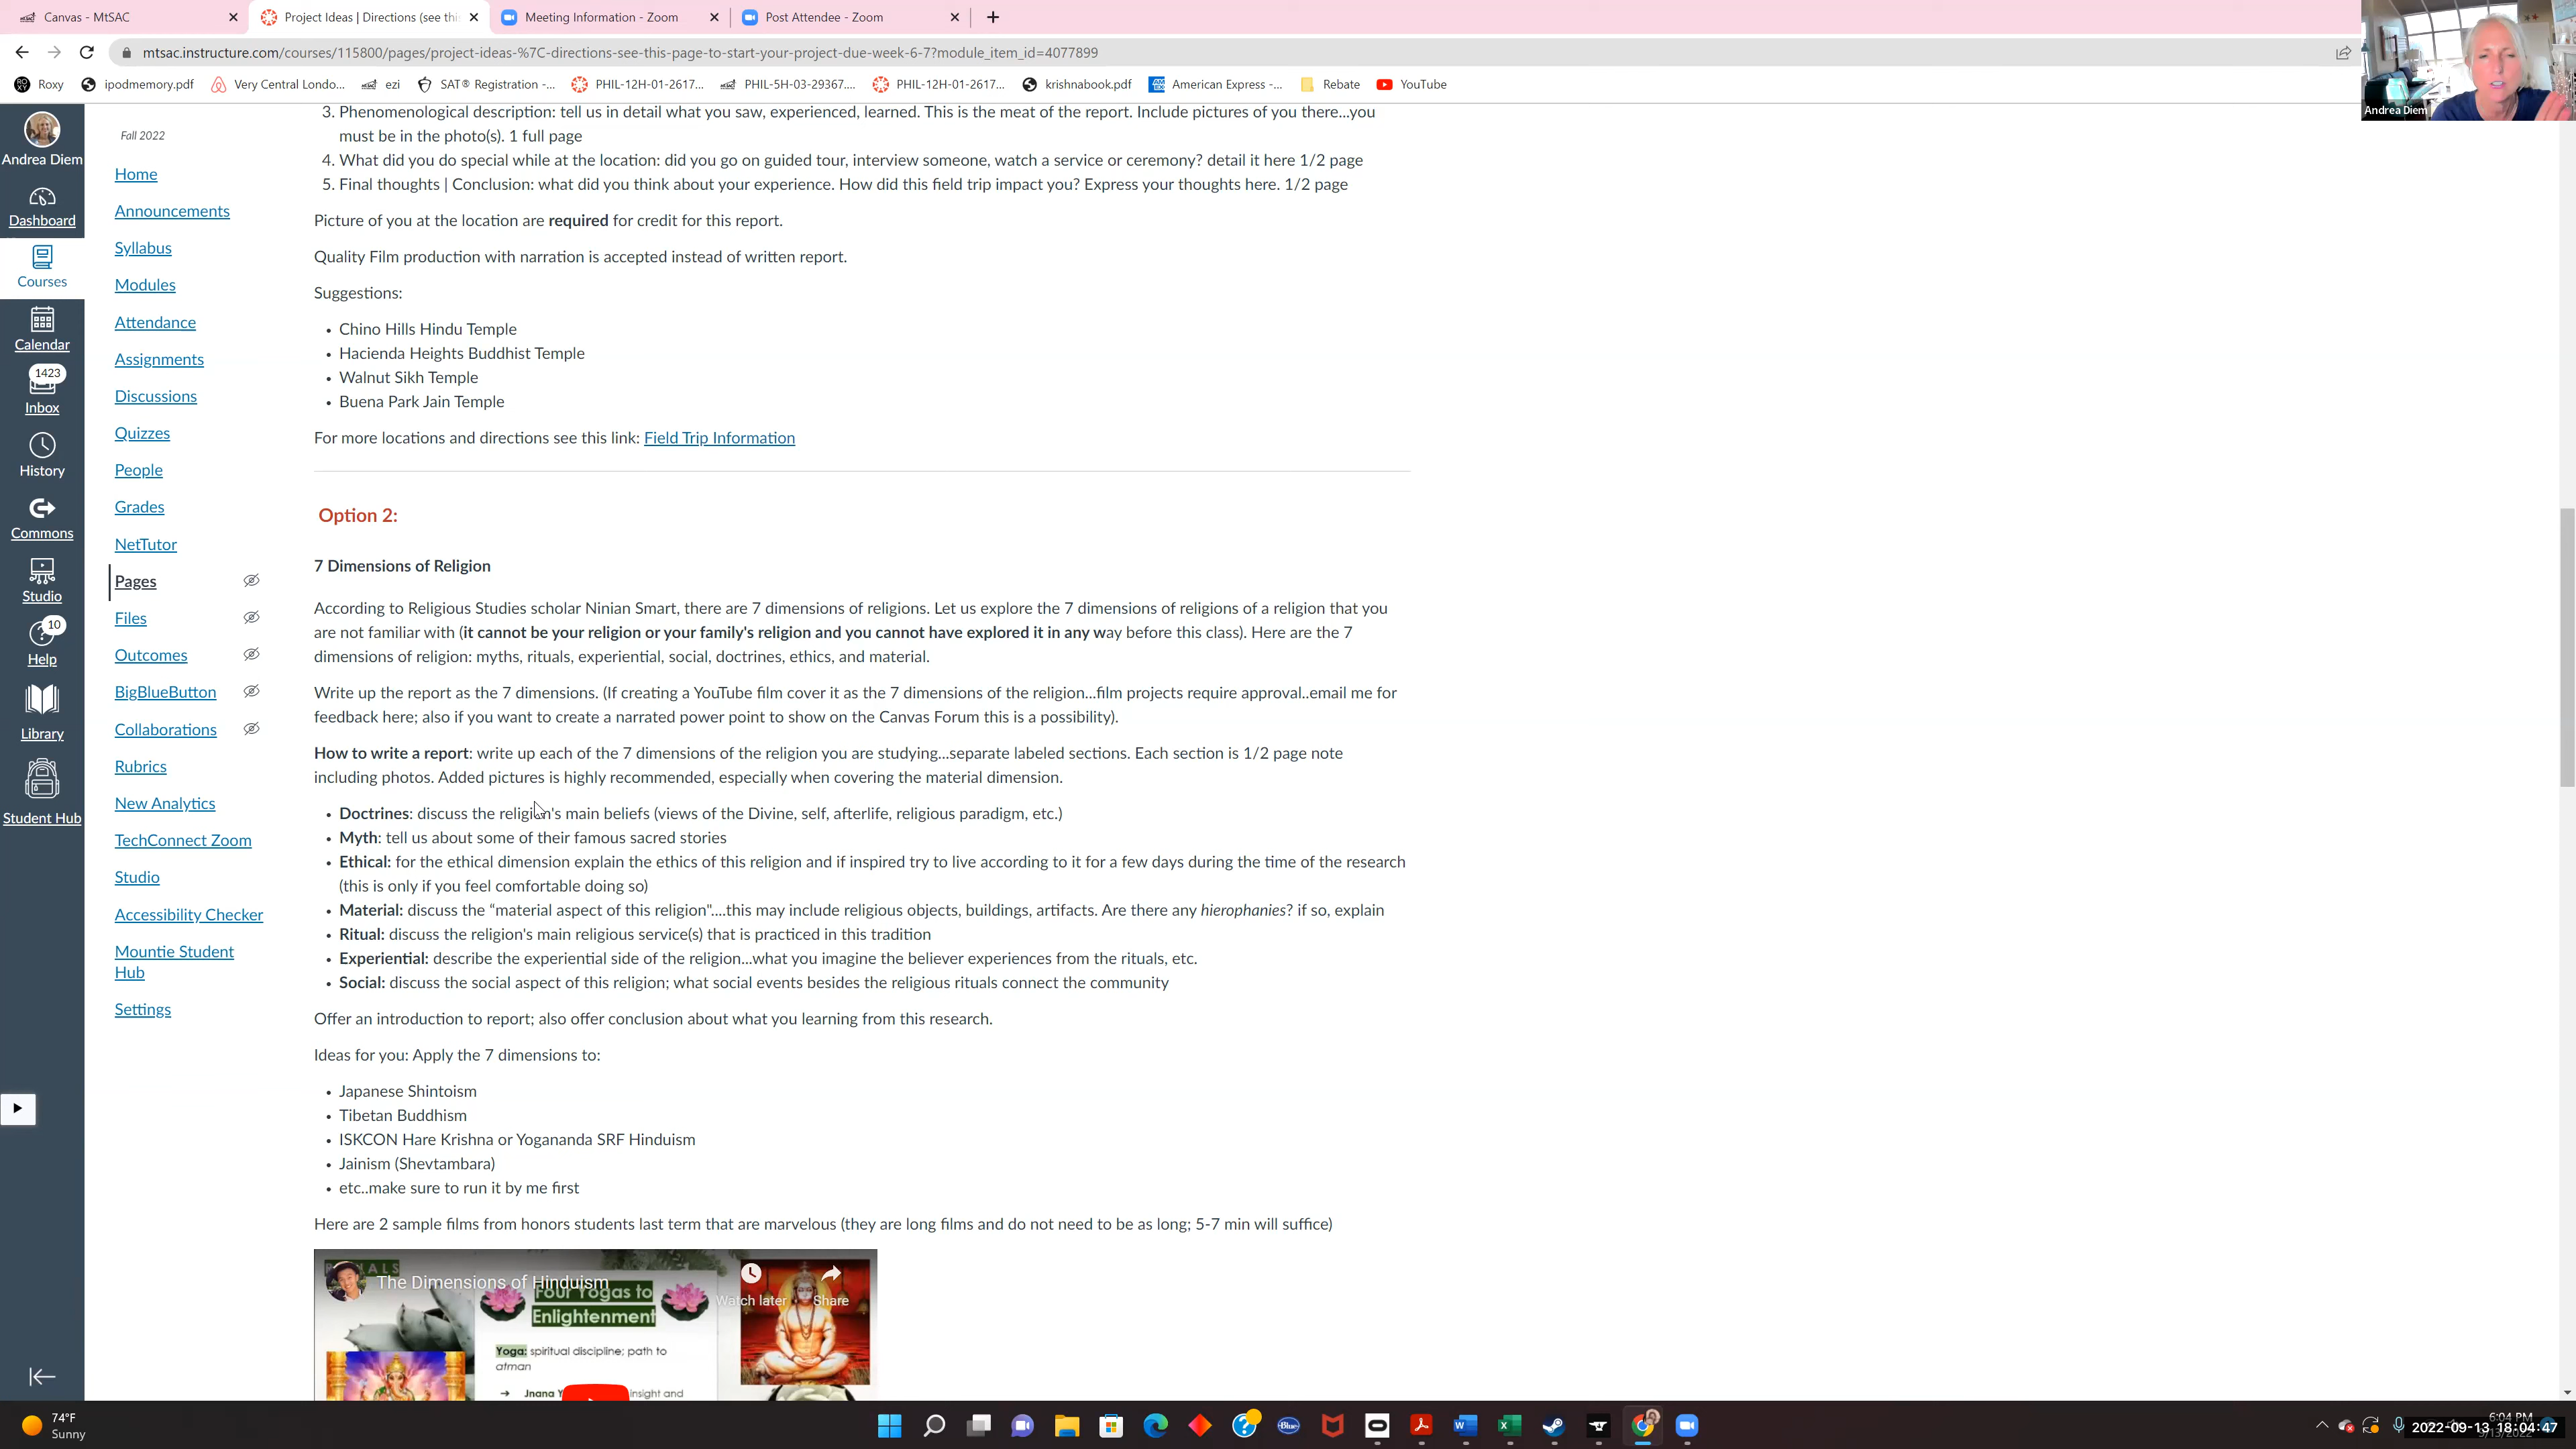 Canvas - MtSAC
Project Ideas | Directions (see thi
Meeting Information - Zoom
Post Attendee - Zoom
mtsac.instructure.com/courses/115800/pages/project-ideas-%7C-directions-see-this-page-to-start-your-project-due-week-6-7?module_item_id=4077899
Roxy
ipodmemory.pdf
Very Central Londo...
ezi
SAT® Registration -...
PHIL-12H-01-2617...
PHIL-5H-03-29367....
PHIL-12H-01-2617...
krishnabook.pdf
American Express -...
Rebate
YouTube
Andrea Diem
Andrea Diem
Dashboard
Courses
Calendar
1423
Inbox
History
Commons
Studio
10
Help
Library
Student Hub
Fall 2022
Home
Announcements
Syllabus
Modules
Attendance
Assignments
Discussions
Quizzes
People
Grades
NetTutor
Pages
Files
Outcomes
BigBlueButton
Collaborations
Rubrics
New Analytics
TechConnect Zoom
Studio
Accessibility Checker
Mountie Student
Hub
Settings
3. Phenomenological description: tell us in detail what you saw, experienced, learned. This is the meat of the report. Include pictures of you there...you
must be in the photo(s). 1 full page
4. What did you do special while at the location: did you go on guided tour, interview someone, watch a service or ceremony? detail it here 1/2 page
5. Final thoughts | Conclusion: what did you think about your experience. How did this field trip impact you? Express your thoughts here. 1/2 page
Picture of you at the location are required for credit for this report.
Quality Film production with narration is accepted instead of written report.
Suggestions:
• Chino Hills Hindu Temple
• Hacienda Heights Buddhist Temple
• Walnut Sikh Temple
• Buena Park Jain Temple
For more locations and directions see this link: Field Trip Information
Option 2:
7 Dimensions of Religion
According to Religious Studies scholar Ninian Smart, there are 7 dimensions of religions. Let us explore the 7 dimensions of religions of a religion that you
are not familiar with (it cannot be your religion or your family's religion and you cannot have explored it in any way before this class). Here are the 7
dimensions of religion: myths, rituals, experiential, social, doctrines, ethics, and material.
Write up the report as the 7 dimensions. (If creating a YouTube film cover it as the 7 dimensions of the religion...film projects require approval..email me for
feedback here; also if you want to create a narrated power point to show on the Canvas Forum this is a possibility).
How to write a report: write up each of the 7 dimensions of the religion you are studying...separate labeled sections. Each section is 1/2 page note
including photos. Added pictures is highly recommended, especially when covering the material dimension.
• Doctrines: discuss the religion's main beliefs (views of the Divine, self, afterlife, religious paradigm, etc.)
• Myth: tell us about some of their famous sacred stories
• Ethical: for the ethical dimension explain the ethics of this religion and if inspired try to live according to it for a few days during the time of the research
(this is only if you feel comfortable doing so)
• Material: discuss the “material aspect of this religion"....this may include religious objects, buildings, artifacts. Are there any hierophanies? if so, explain
• Ritual: discuss the religion's main religious service(s) that is practiced in this tradition
• Experiential: describe the experiential side of the religion...what you imagine the believer experiences from the rituals, etc.
• Social: discuss the social aspect of this religion; what social events besides the religious rituals connect the community
Offer an introduction to report; also offer conclusion about what you learning from this research.
Ideas for you: Apply the 7 dimensions to:
• Japanese Shintoism
• Tibetan Buddhism
• ISKCON Hare Krishna or Yogananda SRF Hinduism
• Jainism (Shevtambara)
• etc..make sure to run it by me first
Here are 2 sample films from honors students last term that are marvelous (they are long films and do not need to be as long; 5-7 min will suffice)
The Dimensions of Hinduism
Four Yogas to
Enlightenment
Watch later
Share
Yoga: spiritual discipline; path to
atman
→ Jnana Y insight and
74°F
Sunny
Blue
6:04 PM
2022-09-13 18:04:47